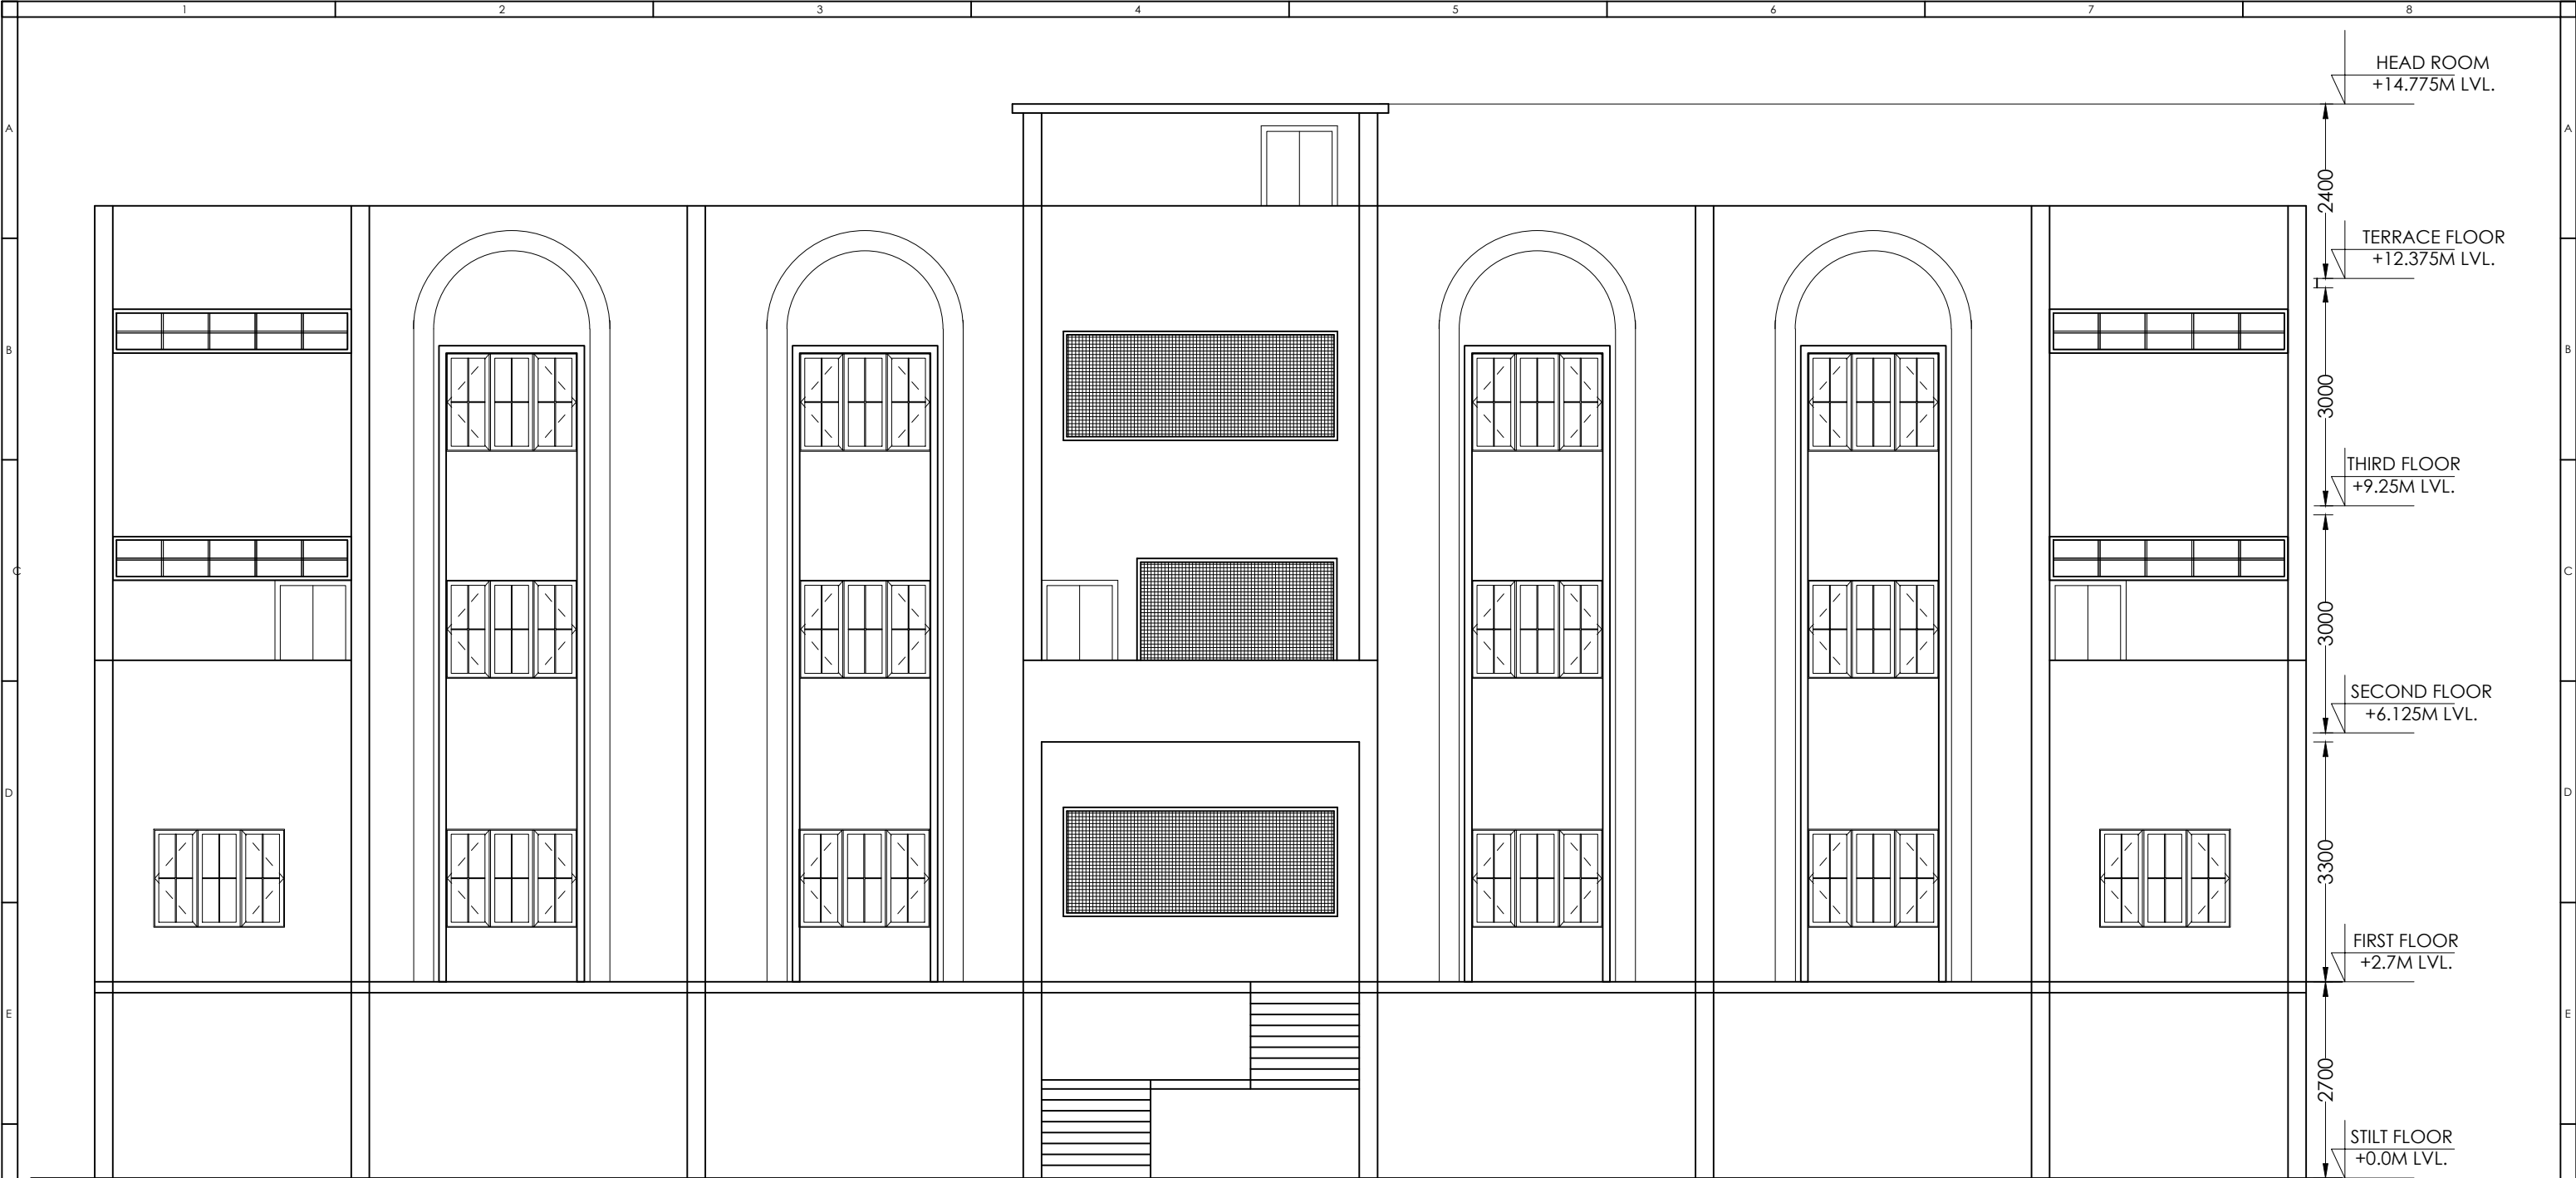 1 2 3 4 5 6 7 8
HEAD ROOM
+14.775M LVL.
A A
2400
TERRACE FLOOR
+12.375M LVL.
B B
3000
THIRD FLOOR
+9.25M LVL.
C C
3000
SECOND FLOOR
+6.125M LVL.
D D
3300
FIRST FLOOR
+2.7M LVL.
E E
2700
STILT FLOOR
+0.0M LVL.